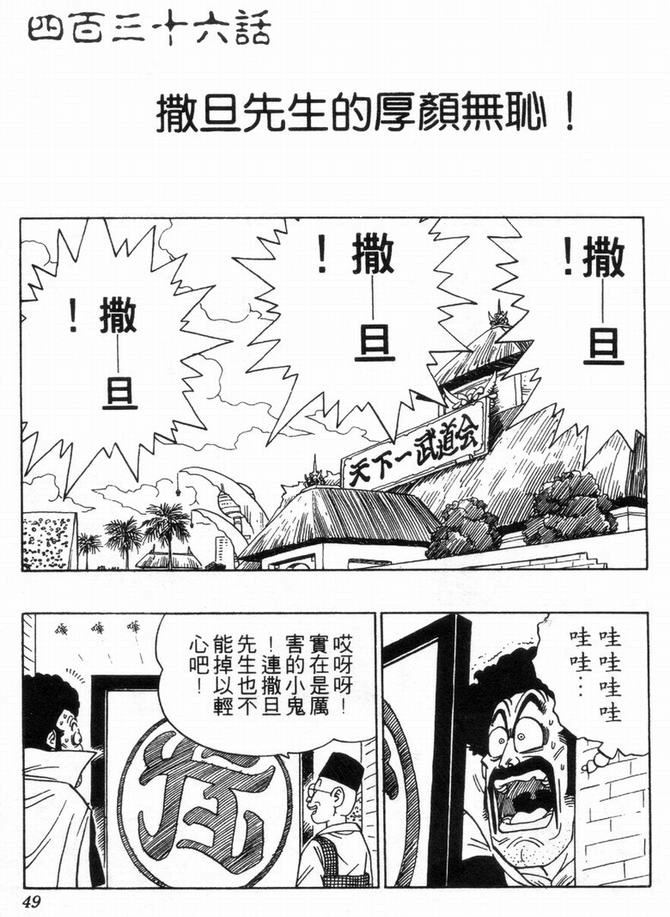 四百三十六話
撒旦先生的厚顏無恥！
撒—旦！
撒—旦！
撒—旦！
天下一武道会
哇哇哇哇
哇哇…
哎呀呀！
實在是厲
害的小鬼
！連撒旦
先生也不
能掉以輕
心吧！
嘩 嘩 嘩
49